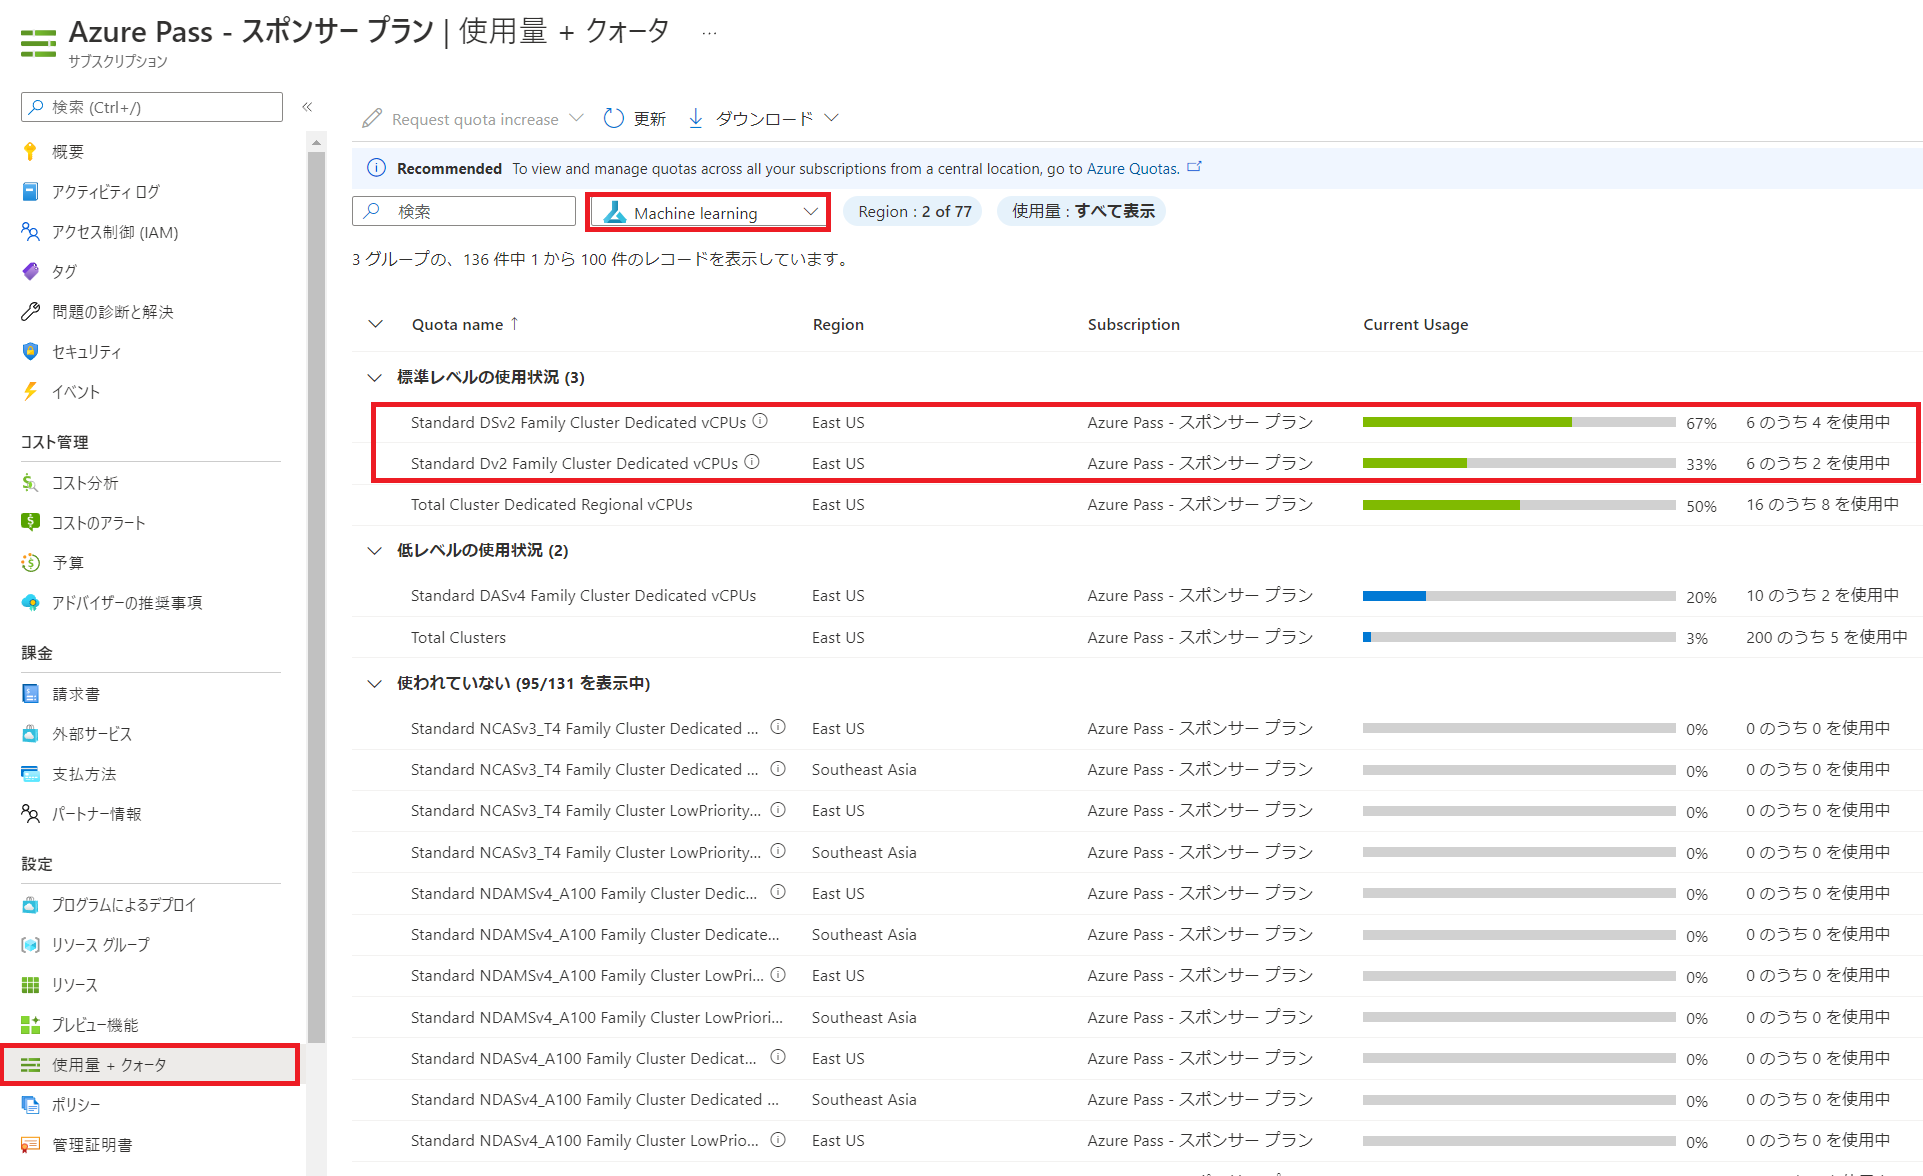 Azure Pass - スポンサー プラン | 使用量 + クォータ ...
サブスクリプション
検索 (Ctrl+/)
«
概要
アクティビティ ログ
アクセス制御 (IAM)
タグ
問題の診断と解決
セキュリティ
イベント
コスト管理
コスト分析
コストのアラート
予算
アドバイザーの推奨事項
課金
請求書
外部サービス
支払方法
パートナー情報
設定
プログラムによるデプロイ
リソース グループ
リソース
プレビュー機能
使用量 + クォータ
ポリシー
管理証明書
Request quota increase 更新 ダウンロード
Recommended To view and manage quotas across all your subscriptions from a central location, go to Azure Quotas.
検索 Machine learning Region : 2 of 77 使用量 : すべて表示
3 グループの、136 件中 1 から 100 件のレコードを表示しています。
Quota name ↑ Region Subscription Current Usage
標準レベルの使用状況 (3)
Standard DSv2 Family Cluster Dedicated vCPUs East US Azure Pass - スポンサー プラン 67% 6 のうち 4 を使用中
Standard Dv2 Family Cluster Dedicated vCPUs East US Azure Pass - スポンサー プラン 33% 6 のうち 2 を使用中
Total Cluster Dedicated Regional vCPUs East US Azure Pass - スポンサー プラン 50% 16 のうち 8 を使用中
低レベルの使用状況 (2)
Standard DASv4 Family Cluster Dedicated vCPUs East US Azure Pass - スポンサー プラン 20% 10 のうち 2 を使用中
Total Clusters East US Azure Pass - スポンサー プラン 3% 200 のうち 5 を使用中
使われていない (95/131 を表示中)
Standard NCASv3_T4 Family Cluster Dedicated ... East US Azure Pass - スポンサー プラン 0% 0 のうち 0 を使用中
Standard NCASv3_T4 Family Cluster Dedicated ... Southeast Asia Azure Pass - スポンサー プラン 0% 0 のうち 0 を使用中
Standard NCASv3_T4 Family Cluster LowPriority... East US Azure Pass - スポンサー プラン 0% 0 のうち 0 を使用中
Standard NCASv3_T4 Family Cluster LowPriority... Southeast Asia Azure Pass - スポンサー プラン 0% 0 のうち 0 を使用中
Standard NDAMSv4_A100 Family Cluster Dedic... East US Azure Pass - スポンサー プラン 0% 0 のうち 0 を使用中
Standard NDAMSv4_A100 Family Cluster Dedicate... Southeast Asia Azure Pass - スポンサー プラン 0% 0 のうち 0 を使用中
Standard NDAMSv4_A100 Family Cluster LowPri... East US Azure Pass - スポンサー プラン 0% 0 のうち 0 を使用中
Standard NDAMSv4_A100 Family Cluster LowPriori... Southeast Asia Azure Pass - スポンサー プラン 0% 0 のうち 0 を使用中
Standard NDASv4_A100 Family Cluster Dedicat... East US Azure Pass - スポンサー プラン 0% 0 のうち 0 を使用中
Standard NDASv4_A100 Family Cluster Dedicated ... Southeast Asia Azure Pass - スポンサー プラン 0% 0 のうち 0 を使用中
Standard NDASv4_A100 Family Cluster LowPrio... East US Azure Pass - スポンサー プラン 0% 0 のうち 0 を使用中